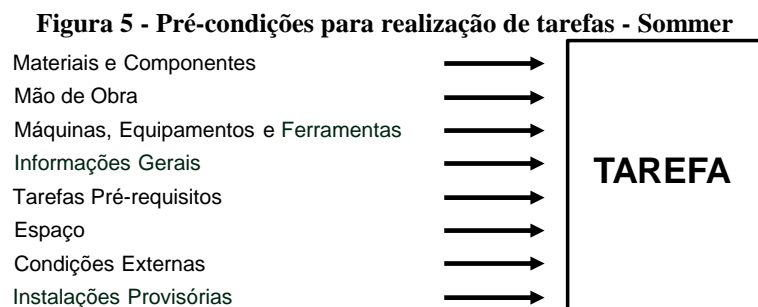 Figura 5 - Pré-condições para realização de tarefas - Sommer
Materiais e Componentes
Mão de Obra
Máquinas, Equipamentos e Ferramentas
Informações Gerais
Tarefas Pré-requisitos
Espaço
Condições Externas
Instalações Provisórias
TAREFA